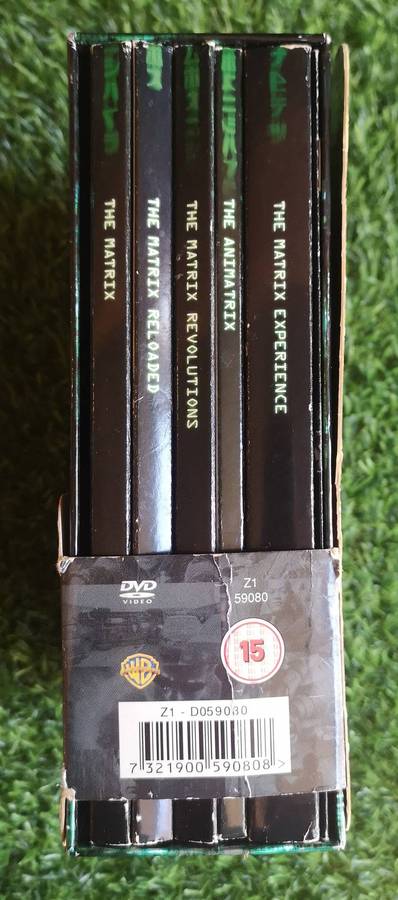 THE MATRIX
THE MATRIX RELOADED
THE MATRIX REVOLUTIONS
THE ANIMATRIX
THE MATRIX EXPERIENCE
DVD
VIDEO
Z1
59080
15
WB
Z1 - D059080
7 321900 590808 >